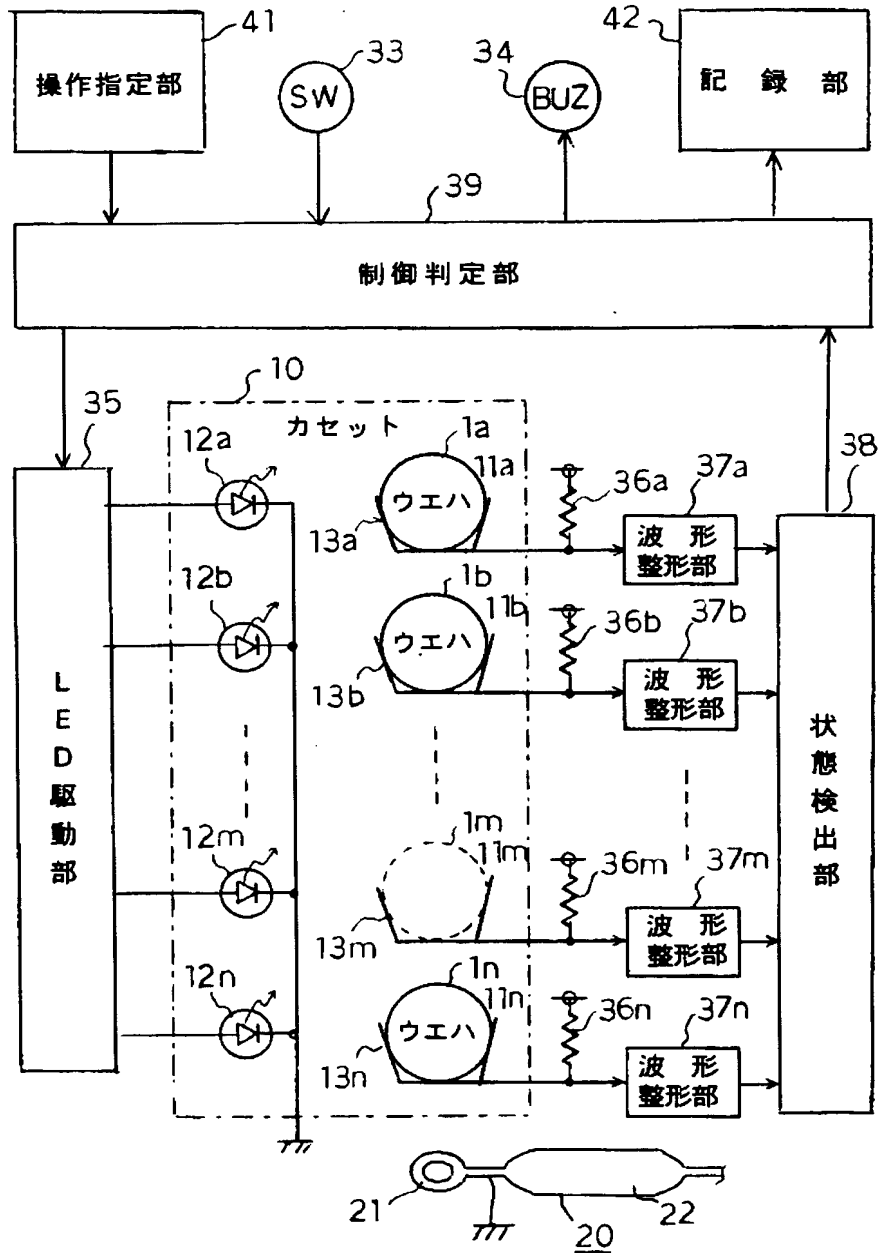 41
33
34
42
操作指定部
SW
BUZ
記録部
39
制御判定部
10
35
カセット
38
12a
1a
11a
36a
37a
ウエハ
13a
波形
整形部
12b
1b
11b
36b
37b
ウエハ
13b
波形
整形部
LED駆動部
状態検出部
12m
1m
11m
36m
37m
13m
波形
整形部
12n
1n
11n
36n
37n
ウエハ
13n
波形
整形部
21
20
22